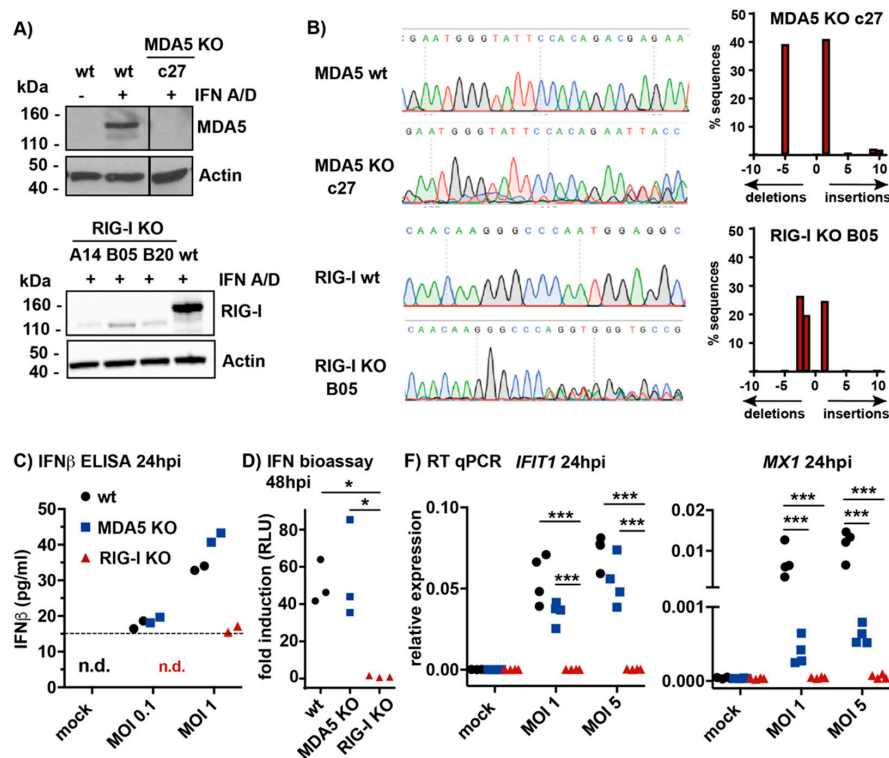 A)
MDA5 KO
wt wt c27
kDa - + + IFN A/D
160 -
110 -
MDA5
50 -
40 -
Actin
RIG-I KO
A14 B05 B20 wt
+ + + + IFN A/D
kDa
160 -
110 -
RIG-I
50 -
40 -
Actin
B)
CGAATGGGTATTCCACAGACGAGAA
MDA5 wt
GAATGGGTATTCCACAGAATTACC
MDA5 KO
c27
CAACAAGGGCCCAATGGAGGC
RIG-I wt
CAACAAGGGCCCAGGTGGGTGCCG
RIG-I KO
B05
MDA5 KO c27
% sequences
50
40
30
20
10
-10 -5 0 5 10
deletions insertions
RIG-I KO B05
% sequences
50
40
30
20
10
-10 -5 0 5 10
deletions insertions
C) IFNβ ELISA 24hpi
wt
MDA5 KO
RIG-I KO
IFNβ (pg/ml)
50
40
30
20
10
0
n.d. n.d.
mock MOI 0.1 MOI 1
D) IFN bioassay
48hpi
* 
*
fold induction (RLU)
100
80
60
40
20
0
wt MDA5 KO RIG-I KO
F) RT qPCR IFIT1 24hpi
relative expression
0.10
0.05
0.00
*** ***
*** ***
mock MOI 1 MOI 5
MX1 24hpi
*** ***
*** ***
0.02
0.01
0.001
0.000
mock MOI 1 MOI 5